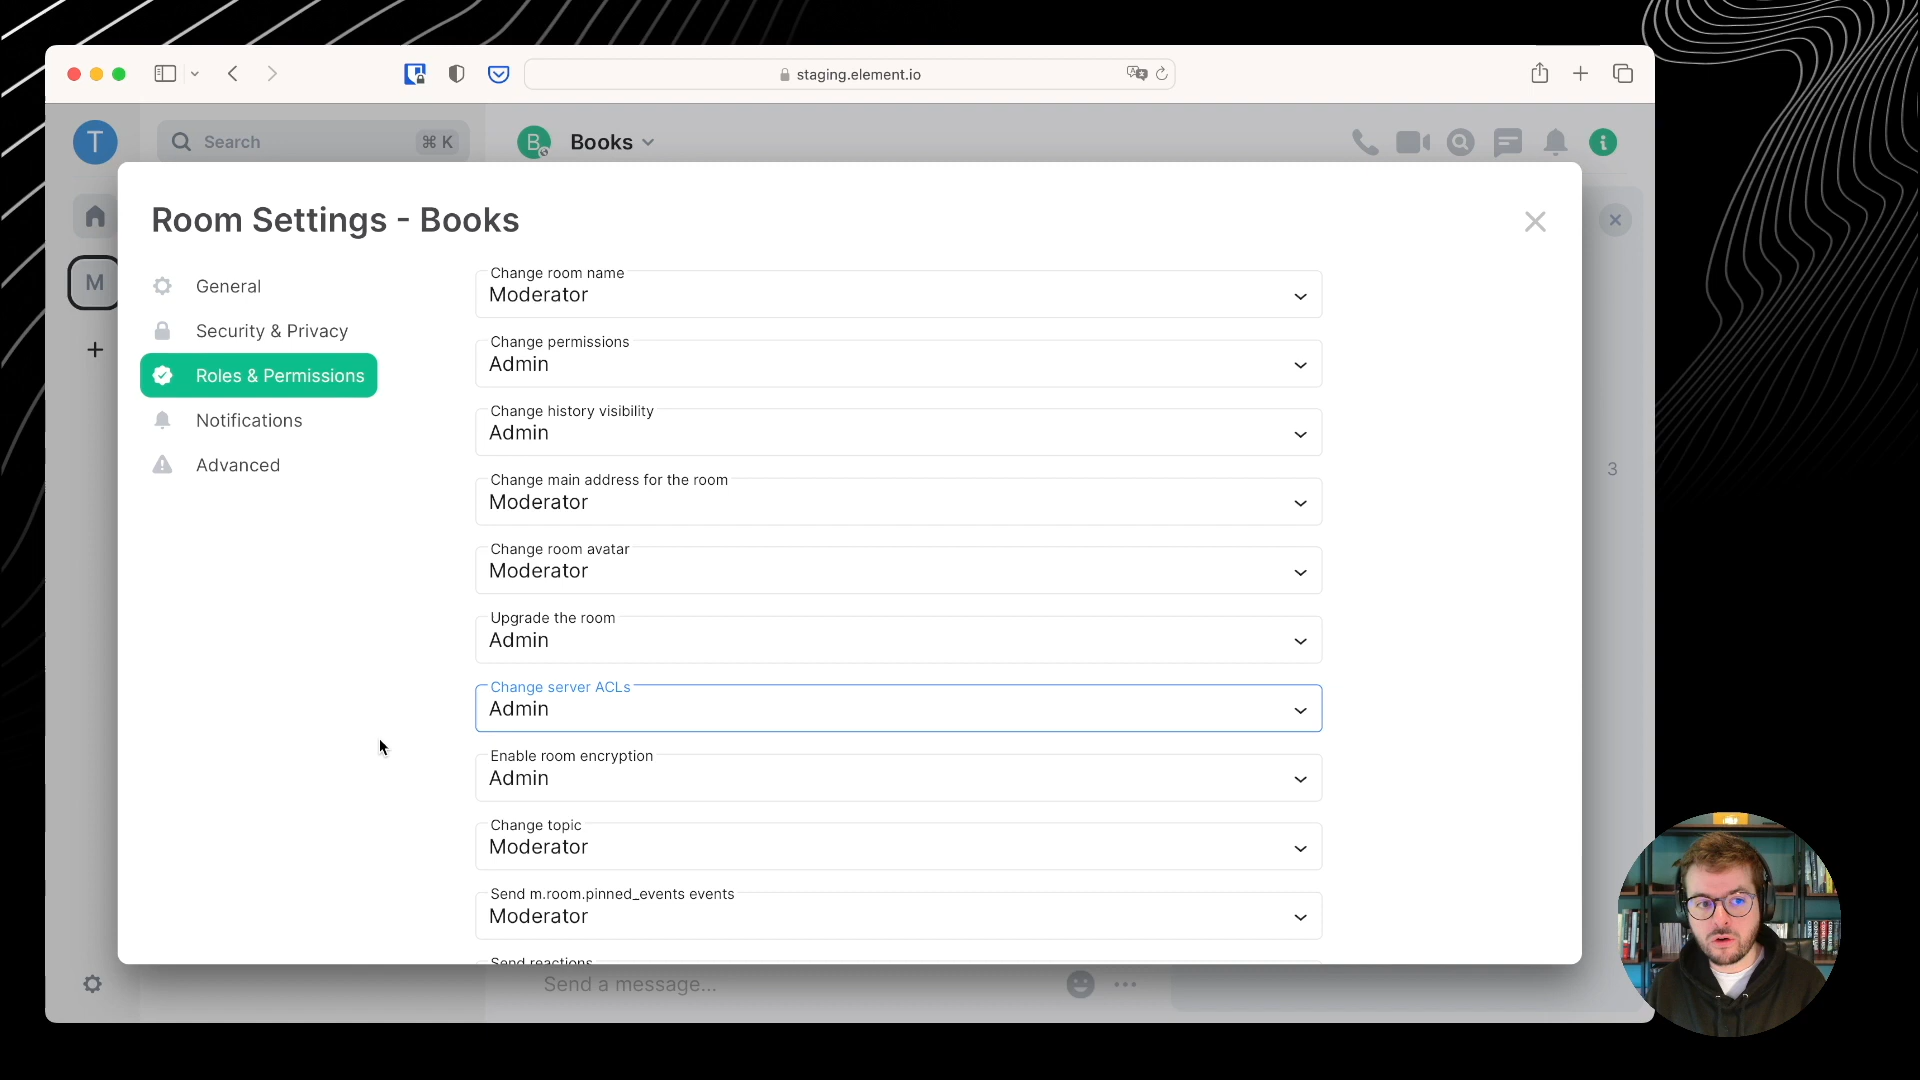 staging.element.io
T
Search
⌘ K
B
Books
M
Room Settings - Books
General
Security & Privacy
Roles & Permissions
Notifications
Advanced
Change room name
Moderator
Change permissions
Admin
Change history visibility
Admin
Change main address for the room
Moderator
Change room avatar
Moderator
Upgrade the room
Admin
Change server ACLs
Admin
Enable room encryption
Admin
Change topic
Moderator
Send m.room.pinned_events events
Moderator
Send reactions
3
Send a message...